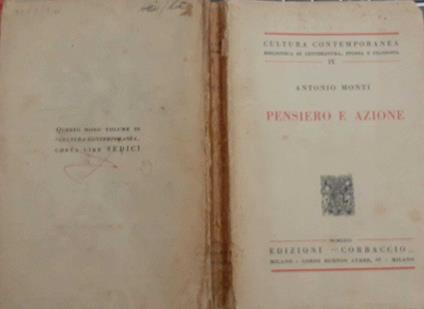 QUESTO NONO VOLUME DI
"CULTURA CONTEMPORANEA"
COSTA LIRE SEDICI
CULTURA CONTEMPORANEA
BIBLIOTECA DI LETTERATURA, STORIA E FILOSOFIA
IX
ANTONIO MONTI
PENSIERO E AZIONE
EDIZIONI "CORBACCIO"
MILANO - CORSO BUENOS AYRES, - MILANO